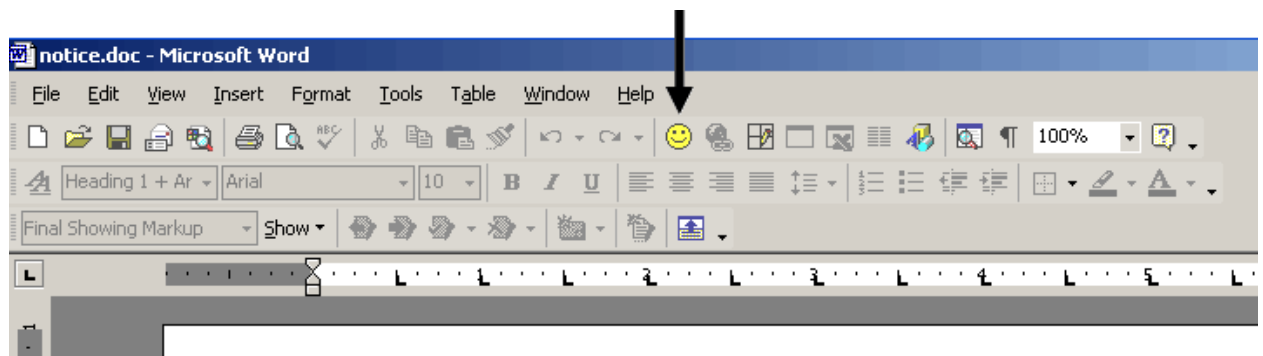 notice.doc - Microsoft Word
File Edit View Insert Format Tools Table Window Help
ABC 100% ?
A Heading 1 + Ar Arial 10 B I U A
Final Showing Markup Show
L 1 2 3 4 5